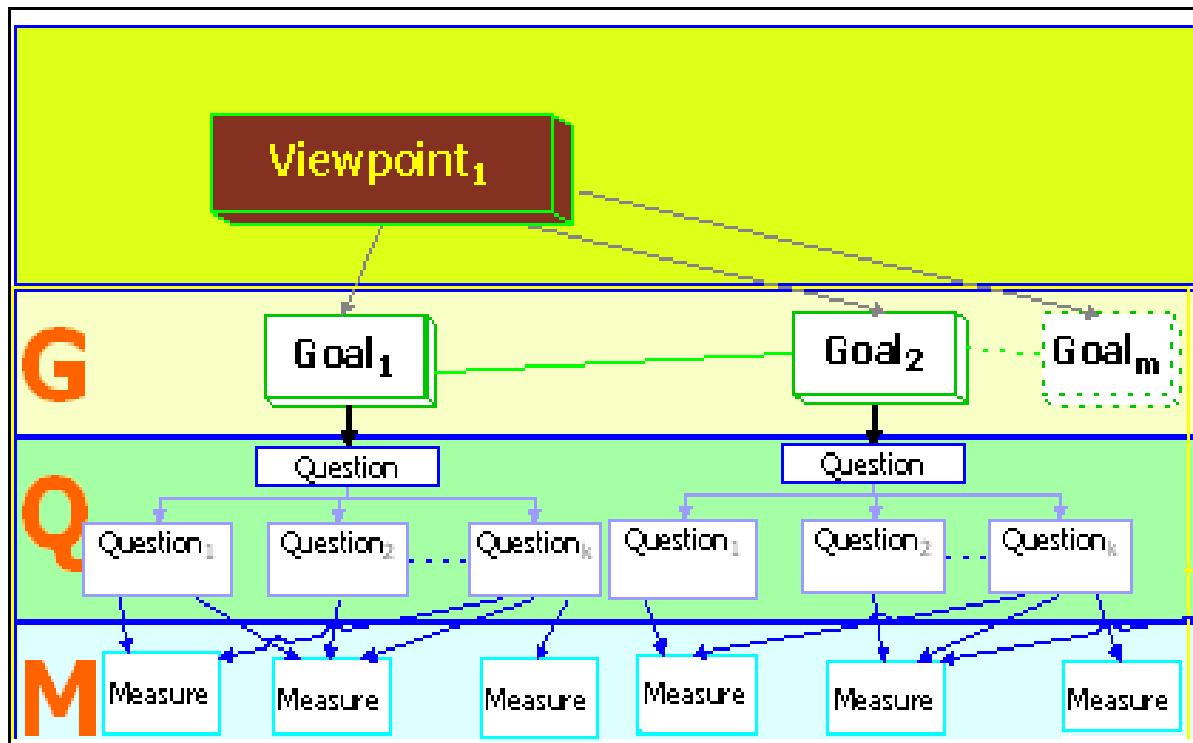 Viewpoint₁
G
Goal₁
Goal₂
Goalₘ
Question
Question
Q
Question₁
Question₂
Questionₖ
Question₁
Question₂
Questionₖ
M
Measure
Measure
Measure
Measure
Measure
Measure